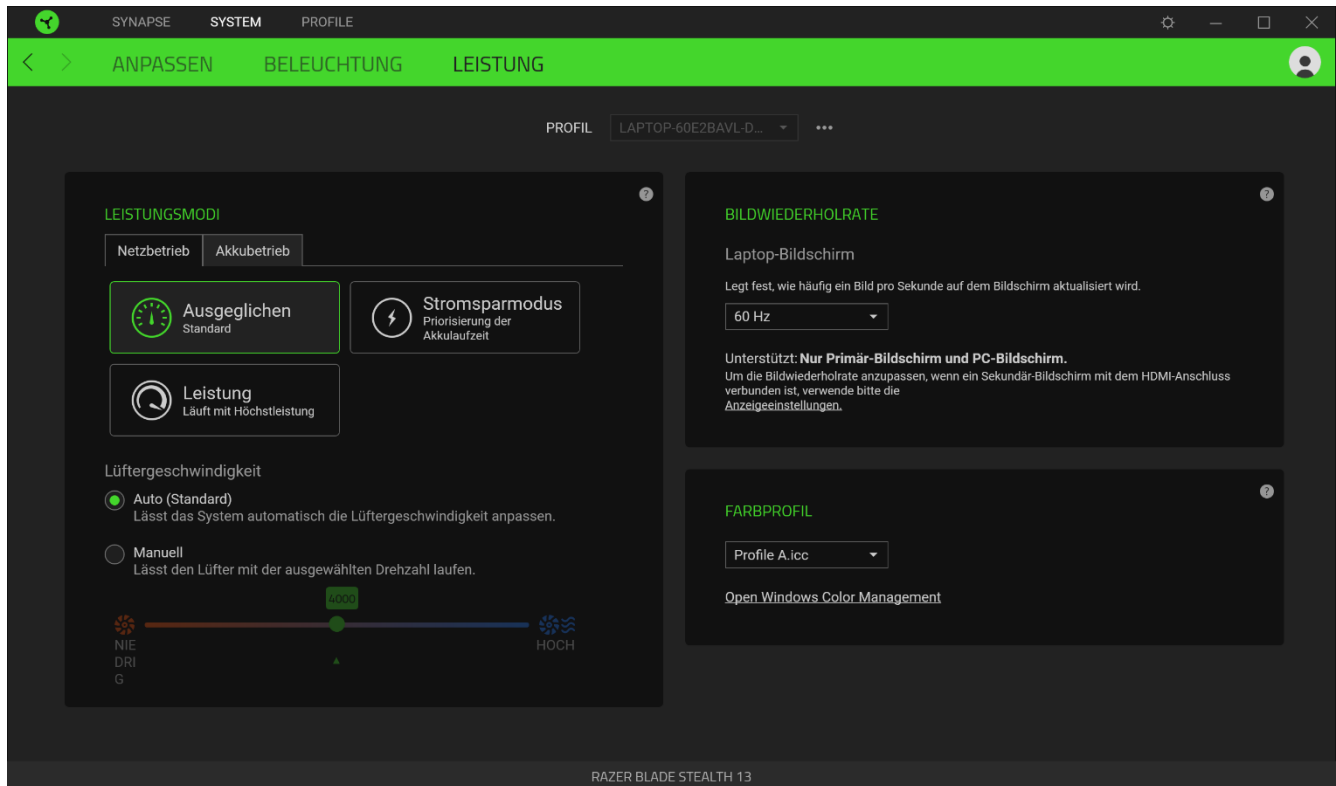 SYNAPSE SYSTEM PROFILE
ANPASSEN BELEUCHTUNG LEISTUNG
PROFIL LAPTOP-60E2BAVL-D...
LEISTUNGSMODI
Netzbetrieb Akkubetrieb
Ausgeglichen
Standard
Stromsparmodus
Priorisierung der
Akkulaufzeit
Leistung
Läuft mit Höchstleistung
Lüftergeschwindigkeit
Auto (Standard)
Lässt das System automatisch die Lüftergeschwindigkeit anpassen.
Manuell
Lässt den Lüfter mit der ausgewählten Drehzahl laufen.
4000
NIE
DRI
G
HOCH
BILDWIEDERHOLRATE
Laptop-Bildschirm
Legt fest, wie häufig ein Bild pro Sekunde auf dem Bildschirm aktualisiert wird.
60 Hz
Unterstützt: Nur Primär-Bildschirm und PC-Bildschirm.
Um die Bildwiederholrate anzupassen, wenn ein Sekundär-Bildschirm mit dem HDMI-Anschluss
verbunden ist, verwende bitte die
Anzeigeeinstellungen.
FARBPROFIL
Profile A.icc
Open Windows Color Management
RAZER BLADE STEALTH 13